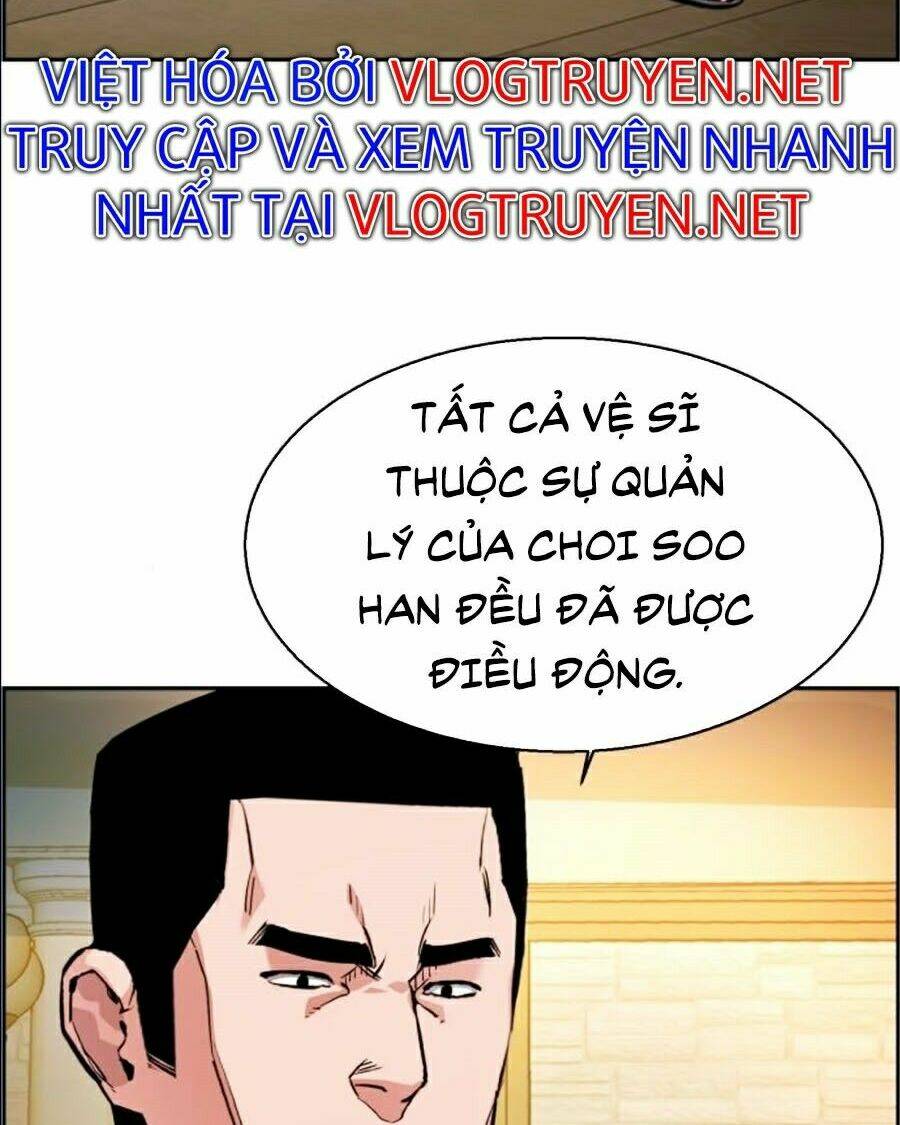 VIỆT HÓA BỞI VLOGTRUYEN.NET
TRUY CẬP VÀ XEM TRUYỆN NHANH
NHẤT TẠI VLOGTRUYEN.NET
TẤT CẢ VỆ SĨ
THUỘC SỰ QUẢN
LÝ CỦA CHOI SOO
HAN ĐỀU ĐÃ ĐƯỢC
ĐIỀU ĐỘNG.